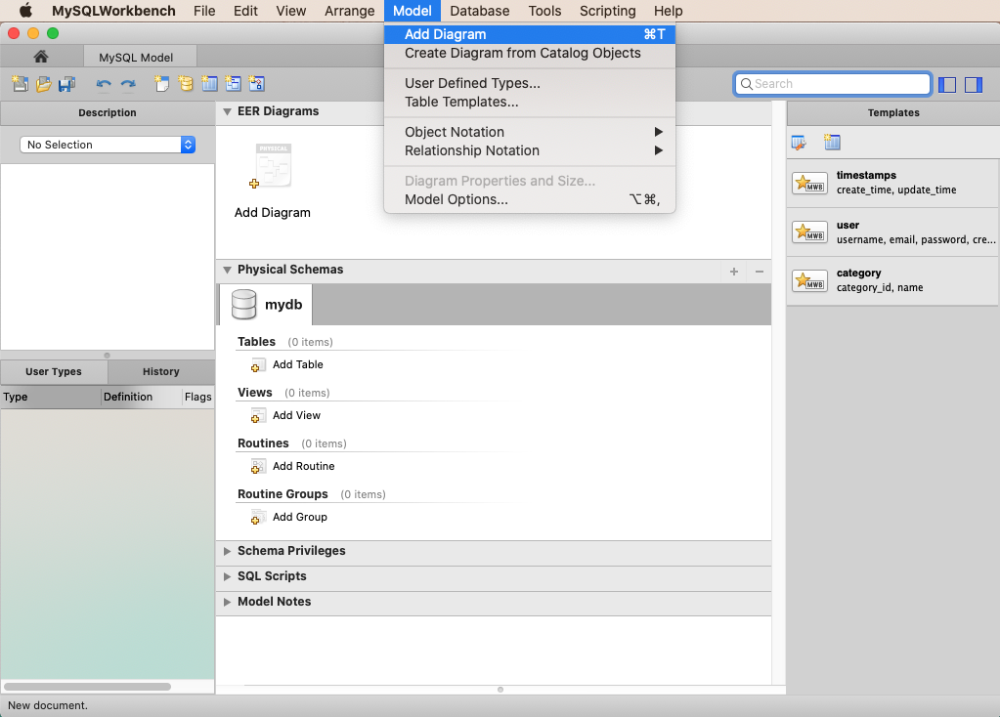 MySQLWorkbench File Edit View Arrange Model Database Tools Scripting Help
Add Diagram ⌘T
Create Diagram from Catalog Objects
User Defined Types...
Table Templates...
Object Notation
Relationship Notation
Diagram Properties and Size...
Model Options... ⌥⌘,
MySQL Model
Search
Description
No Selection
User Types History
Type Definition Flags
EER Diagrams
PHYSICAL
Add Diagram
Physical Schemas + −
mydb
Tables (0 items)
Add Table
Views (0 items)
Add View
Routines (0 items)
Add Routine
Routine Groups (0 items)
Add Group
Schema Privileges
SQL Scripts
Model Notes
Templates
MWB
timestamps
create_time, update_time
MWB
user
username, email, password, cre...
MWB
category
category_id, name
New document.